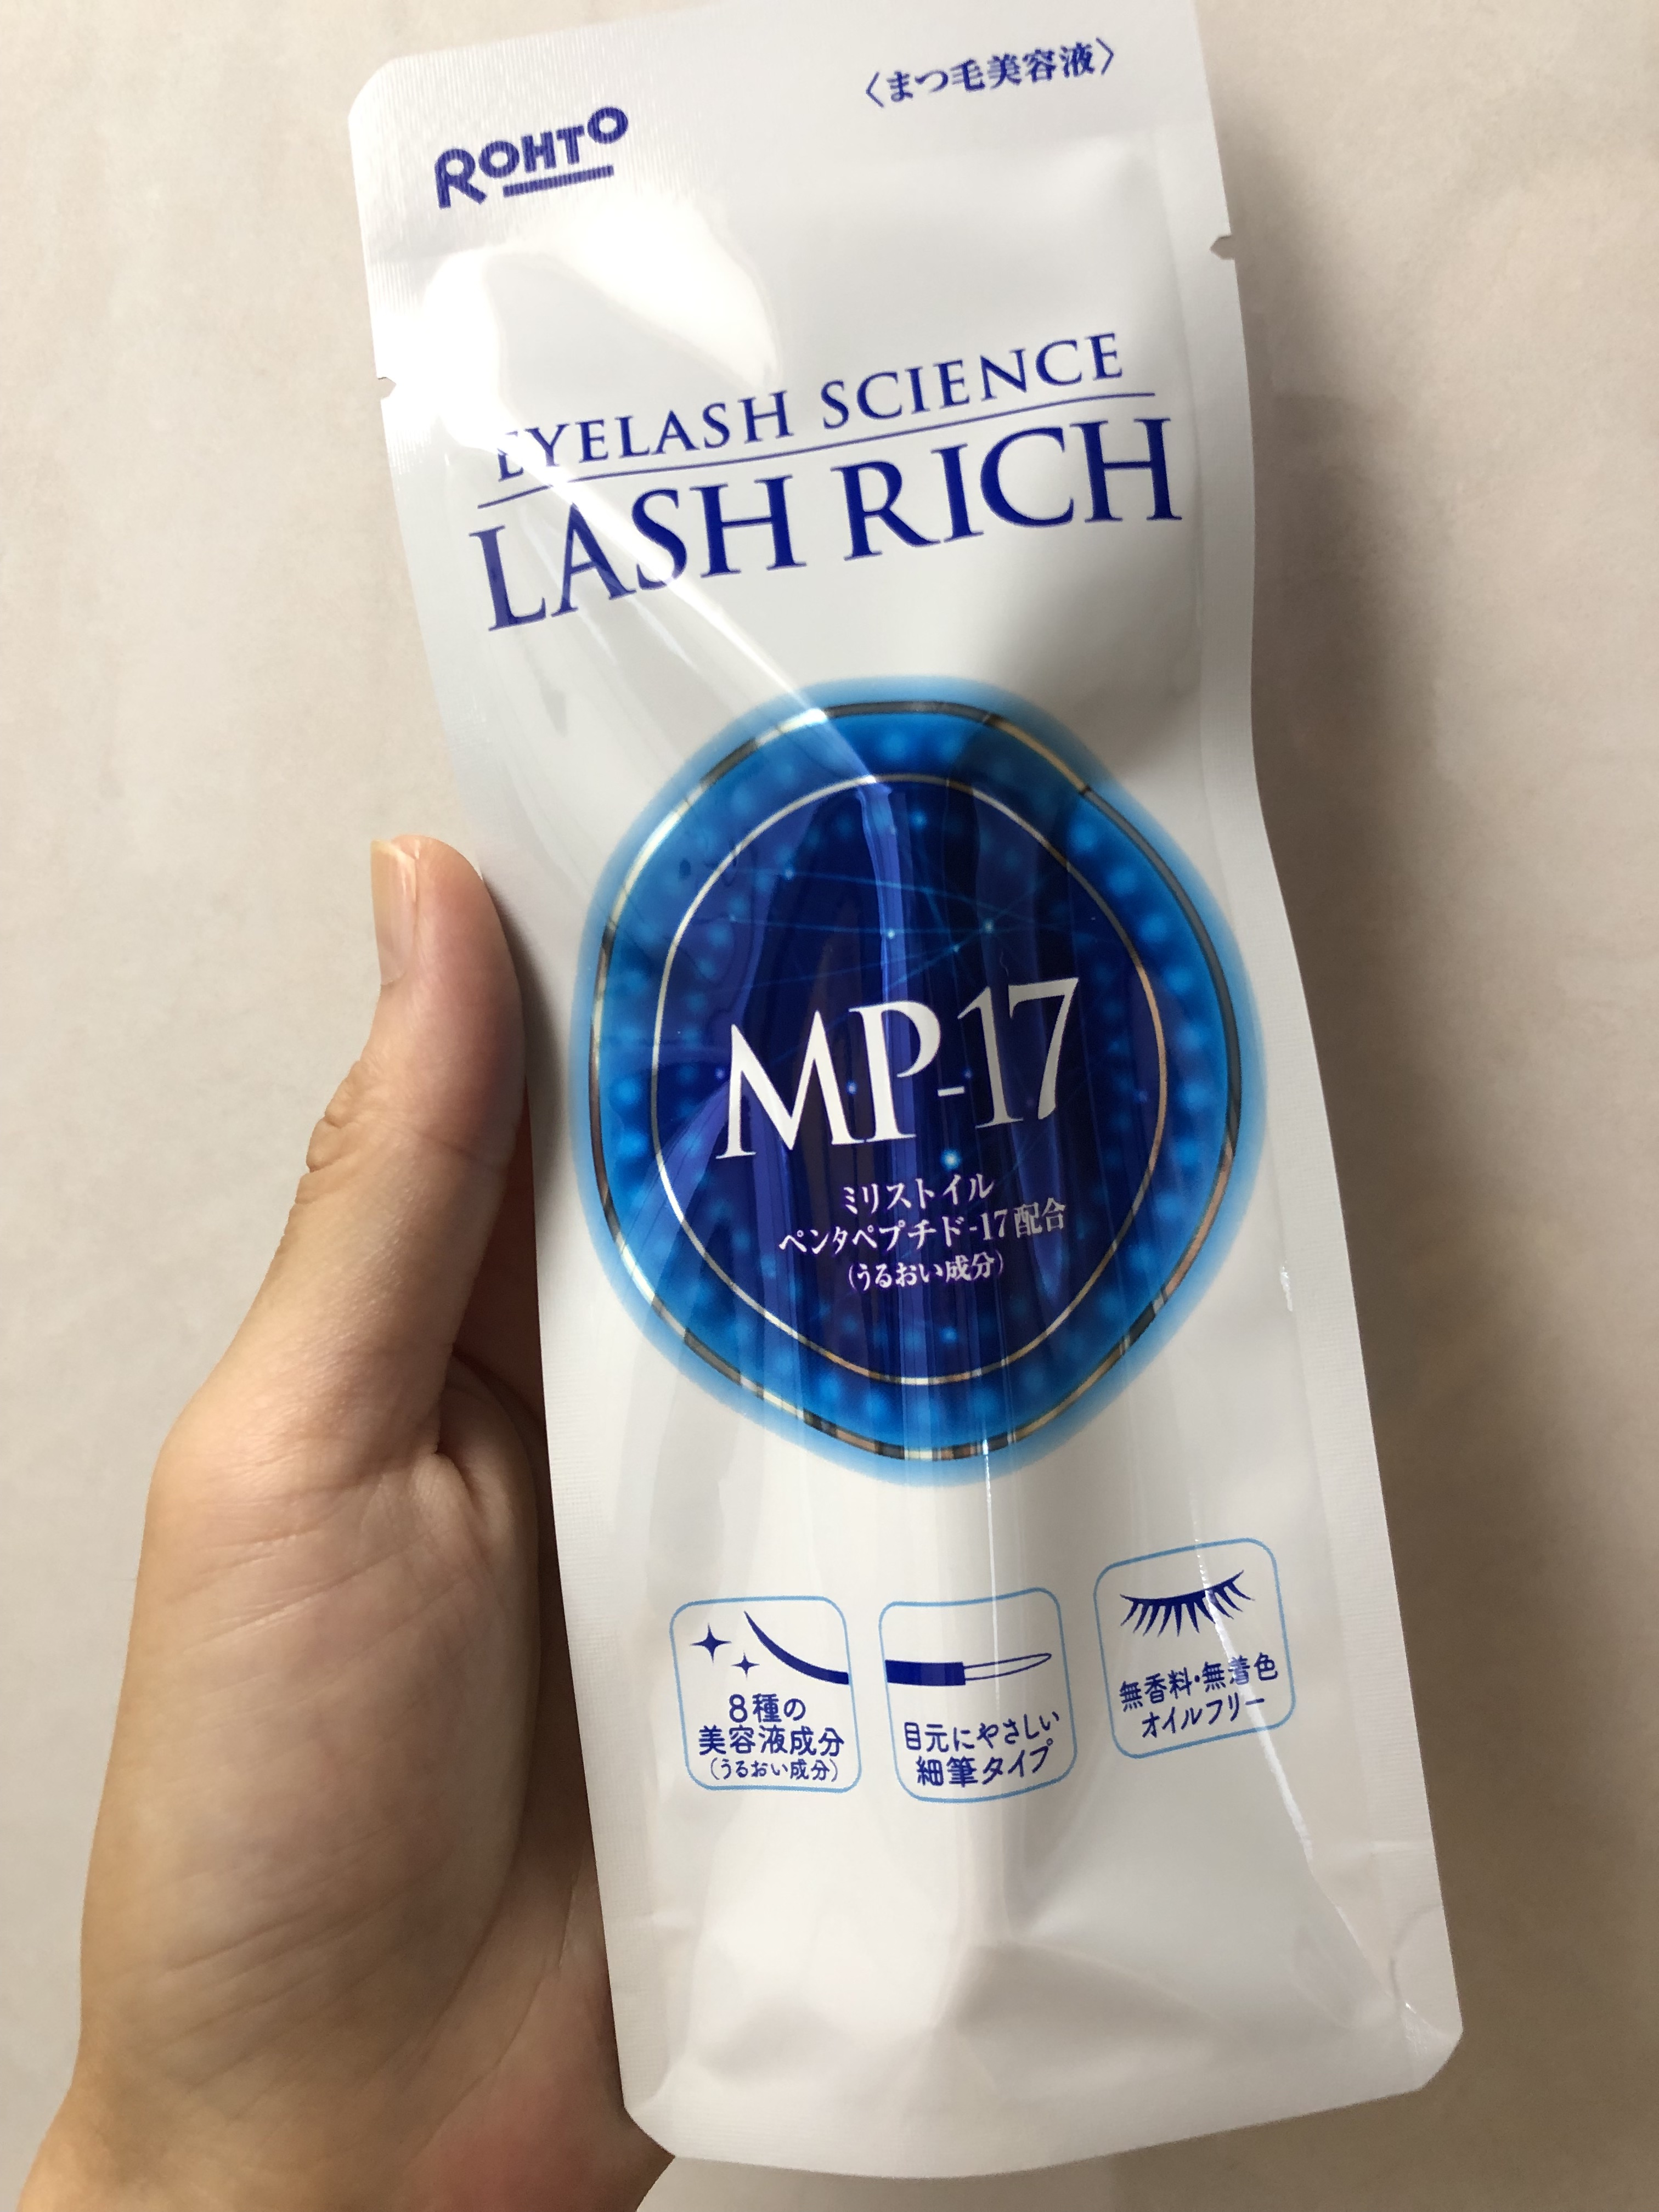 ROHTO
〈まつ毛美容液〉
EYELASH SCIENCE
LASH RICH
MP-17
ミリストイル
ペンタペプチド-17配合
(うるおい成分)
8種の
美容液成分
(うるおい成分)
目元にやさしい
細筆タイプ
無香料・無着色
オイルフリー